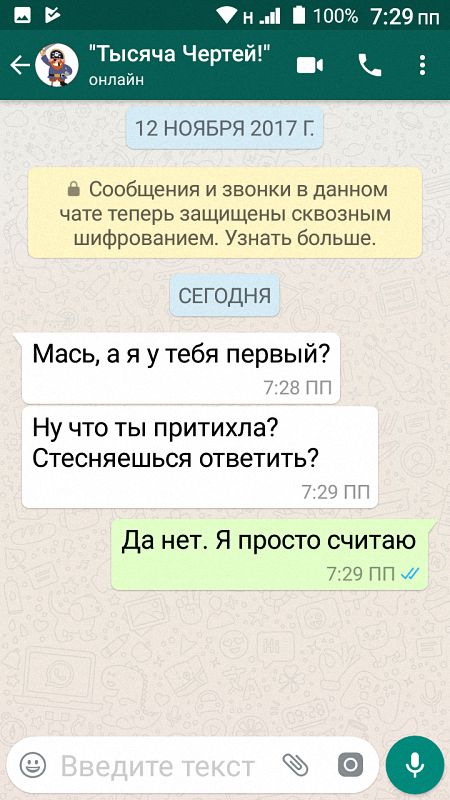 н 100% 7:29 пп
"Тысяча Чертей!"
онлайн
12 НОЯБРЯ 2017 Г.
Сообщения и звонки в данном
чате теперь защищены сквозным
шифрованием. Узнать больше.
СЕГОДНЯ
Мась, а я у тебя первый?
7:28 ПП
Ну что ты притихла?
Стесняешься ответить?
7:29 ПП
Да нет. Я просто считаю
7:29 ПП
Введите текст